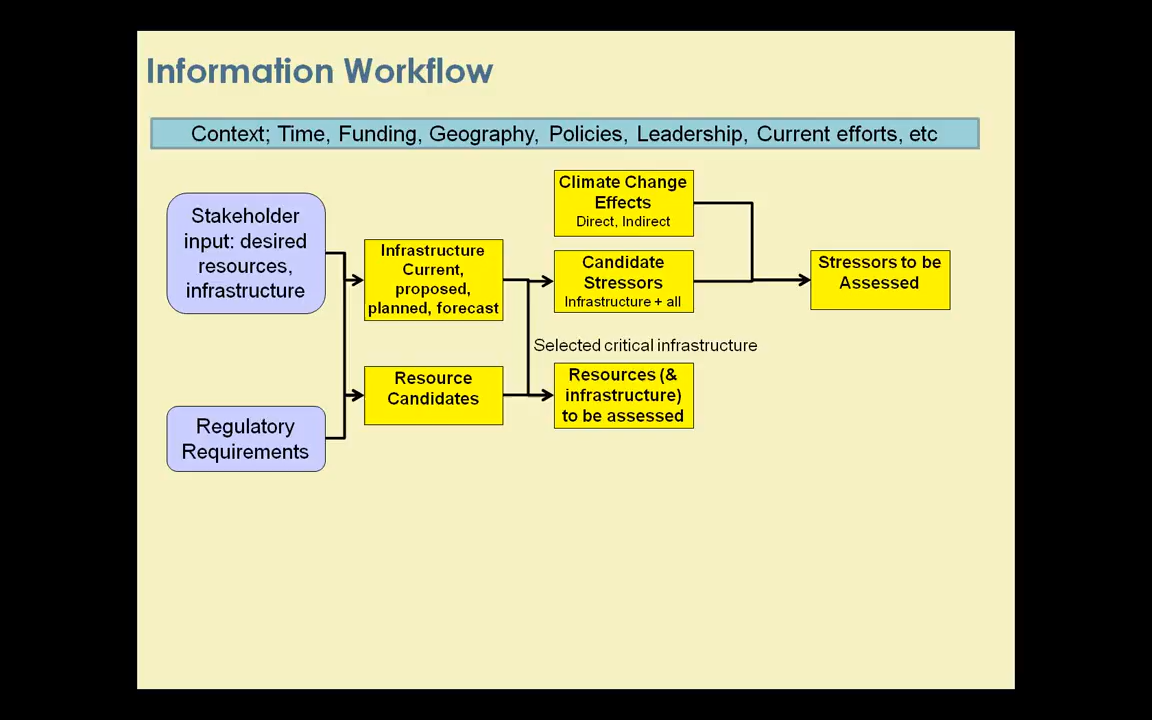 Information Workflow
Context; Time, Funding, Geography, Policies, Leadership, Current efforts, etc
Stakeholder
input: desired
resources,
infrastructure
Regulatory
Requirements
Infrastructure
Current,
proposed,
planned, forecast
Resource
Candidates
Climate Change
Effects
Direct, Indirect
Candidate
Stressors
Infrastructure + all
Selected critical infrastructure
Resources (&
infrastructure)
to be assessed
Stressors to be
Assessed